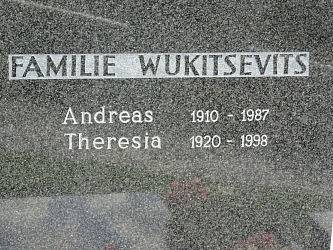 FAMILIE WUKITSEVITS
Andreas 1910 - 1987
Theresia 1920 - 1998